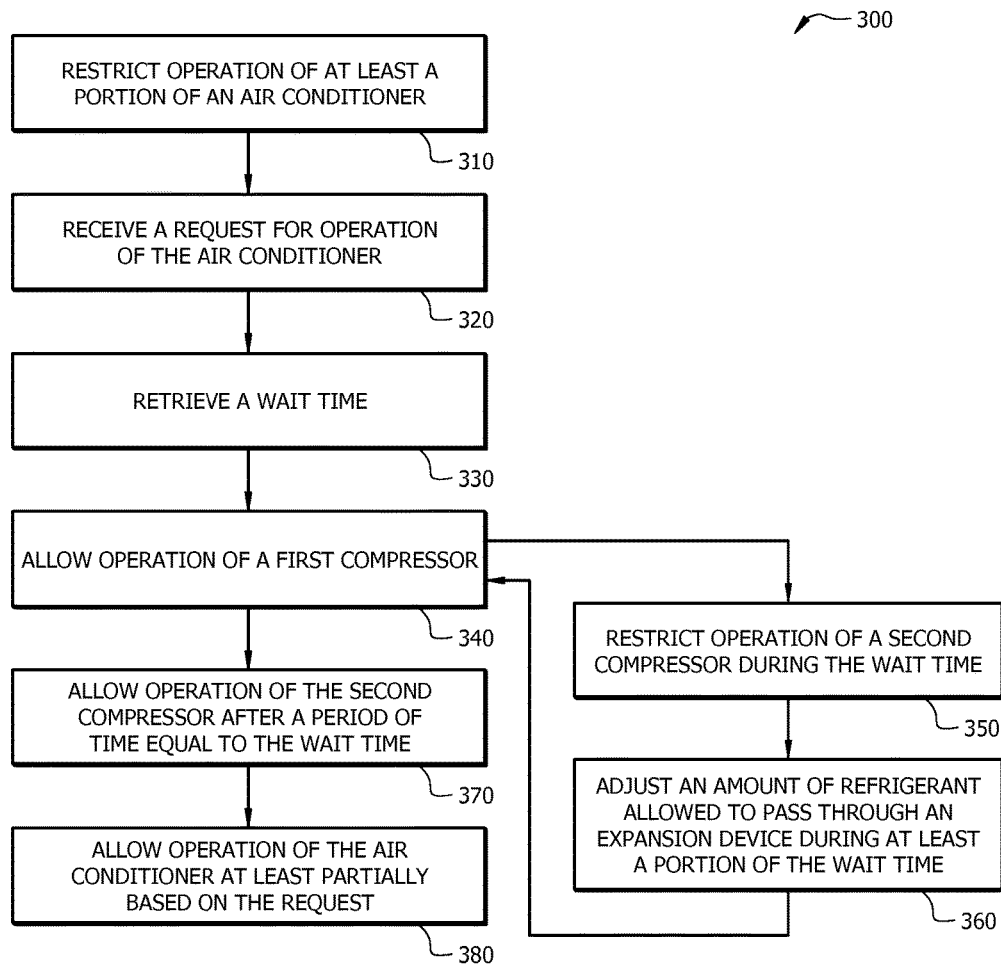 300
RESTRICT OPERATION OF AT LEAST A
PORTION OF AN AIR CONDITIONER
310
RECEIVE A REQUEST FOR OPERATION
OF THE AIR CONDITIONER
320
RETRIEVE A WAIT TIME
330
ALLOW OPERATION OF A FIRST COMPRESSOR
340
RESTRICT OPERATION OF A SECOND
COMPRESSOR DURING THE WAIT TIME
350
ADJUST AN AMOUNT OF REFRIGERANT
ALLOWED TO PASS THROUGH AN
EXPANSION DEVICE DURING AT LEAST
A PORTION OF THE WAIT TIME
360
ALLOW OPERATION OF THE SECOND
COMPRESSOR AFTER A PERIOD OF
TIME EQUAL TO THE WAIT TIME
370
ALLOW OPERATION OF THE AIR
CONDITIONER AT LEAST PARTIALLY
BASED ON THE REQUEST
380